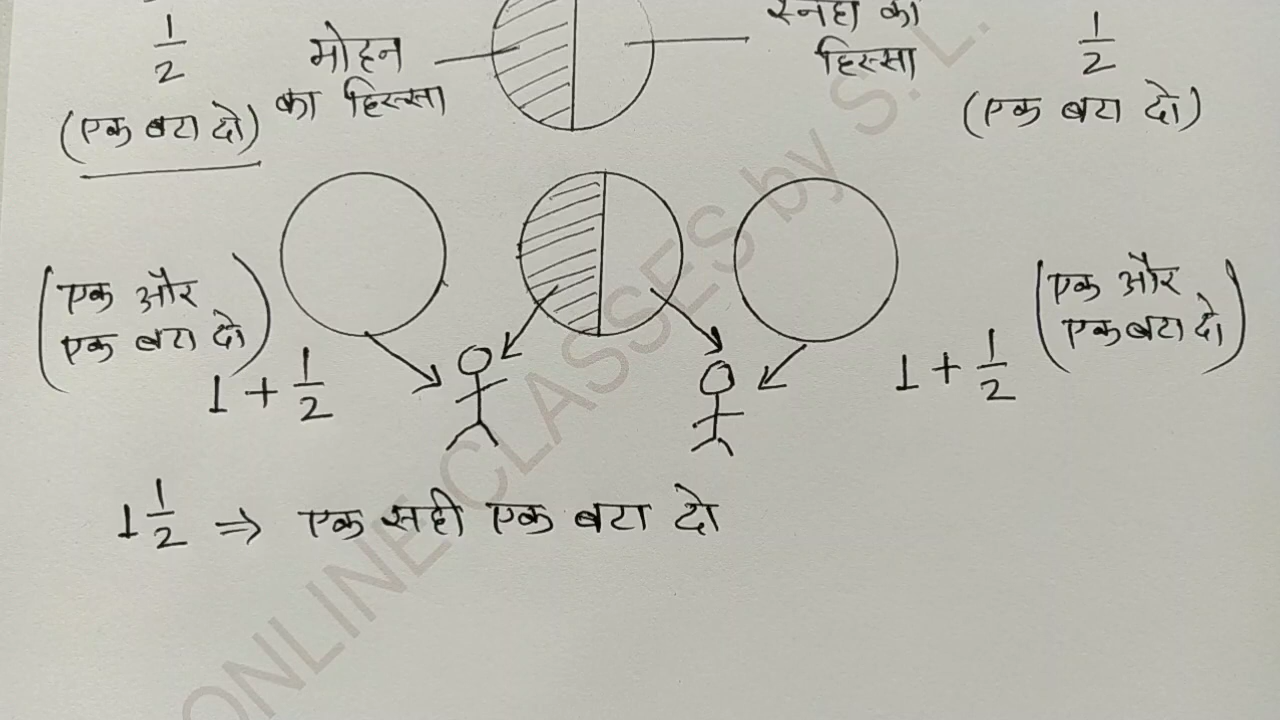 1/2
मोहन
का हिस्सा
(एक बटा दो)
स्नेहा का
हिस्सा
1/2
(एक बटा दो)
(एक और
एक बटा दो)
1 + 1/2
(एक और
एक बटा दो)
1 + 1/2
1 1/2 ⇒ एक सही एक बटा दो
ONLINE CLASSES by S. L.